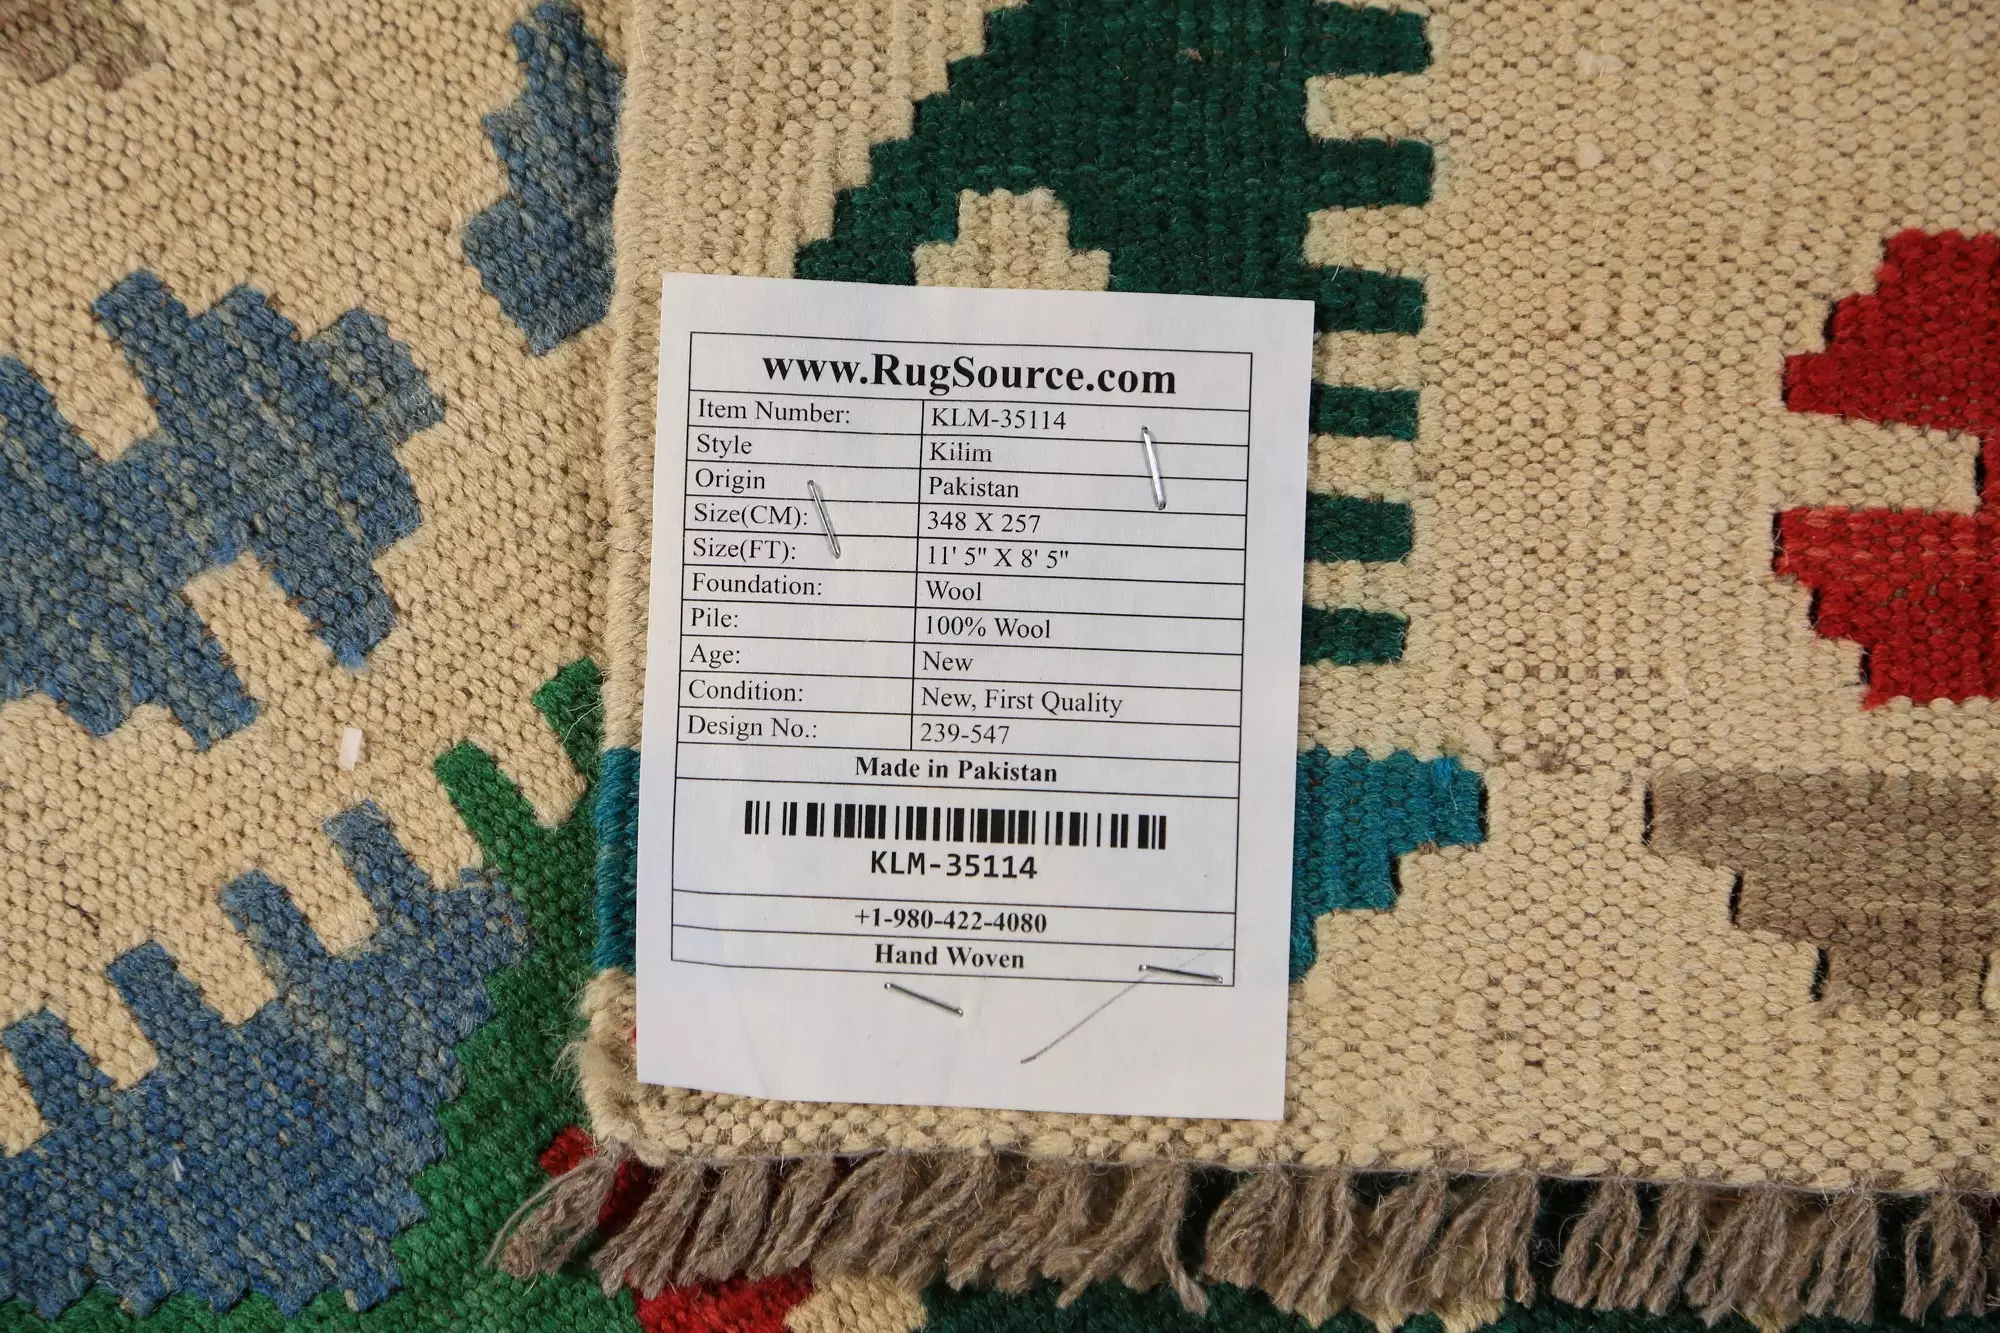 www.RugSource.com
Item Number: KLM-35114
Style Kilim
Origin Pakistan
Size(CM): 348 X 257
Size(FT): 11' 5" X 8' 5"
Foundation: Wool
Pile: 100% Wool
Age: New
Condition: New, First Quality
Design No.: 239-547
Made in Pakistan
KLM-35114
+1-980-422-4080
Hand Woven